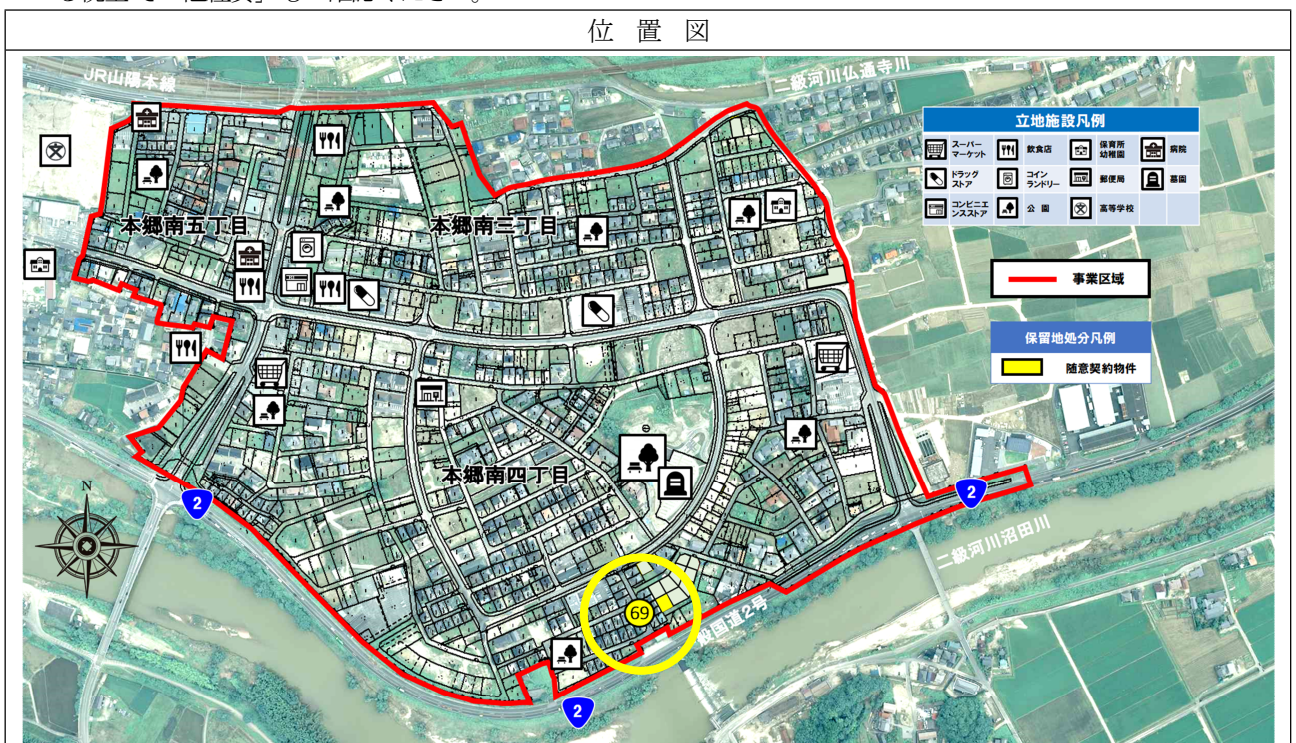 位 置 図
JR山陽本線
二級河川仏通寺川
立地施設凡例
スーパー
マーケット
飲食店
保育所
幼稚園
病院
ドラッグ
ストア
コイン
ランドリー
郵便局
墓園
コンビニエ
ンスストア
公 園
高等学校
本郷南五丁目
本郷南三丁目
事業区域
保留地処分凡例
随意契約物件
本郷南四丁目
N
2
2
二級河川沼田川
69
般国道2号
2